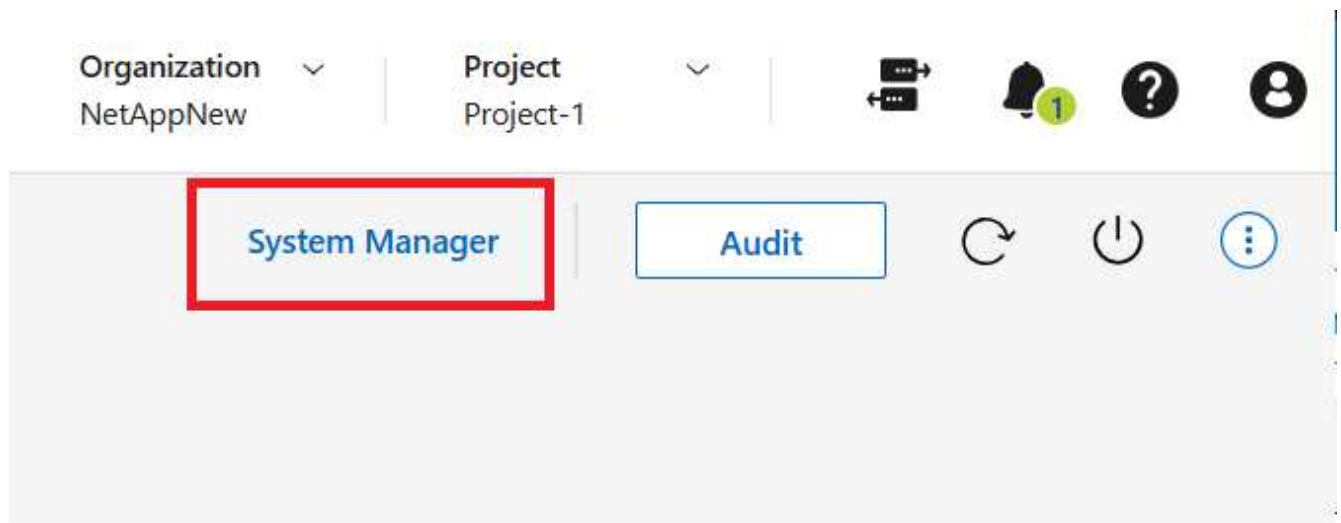 Organization
NetAppNew
Project
Project-1
1
System Manager
Audit